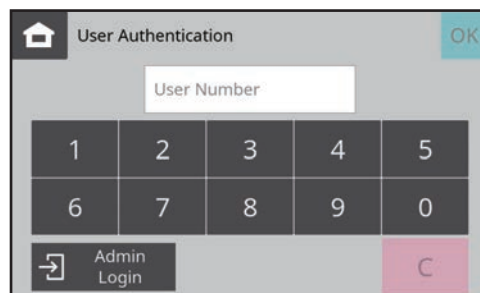 User Authentication
OK
User Number
1 2 3 4 5
6 7 8 9 0
Admin
Login
C